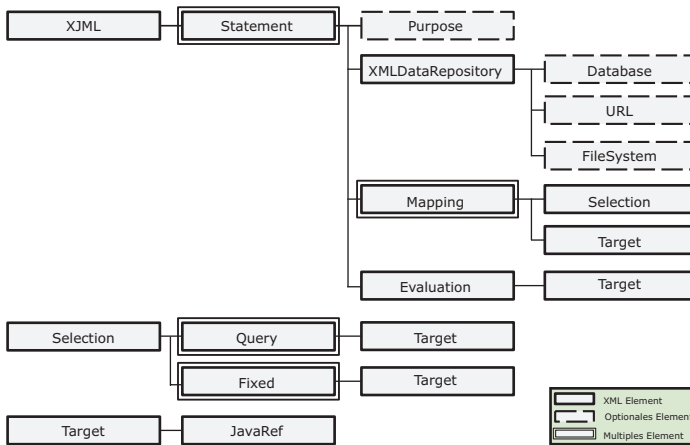 XJML
Statement
Purpose
XMLDataRepository
Database
URL
FileSystem
Mapping
Selection
Target
Evaluation
Target
Selection
Query
Target
Fixed
Target
Target
JavaRef
XML Element
Optionales Element
Multiples Element